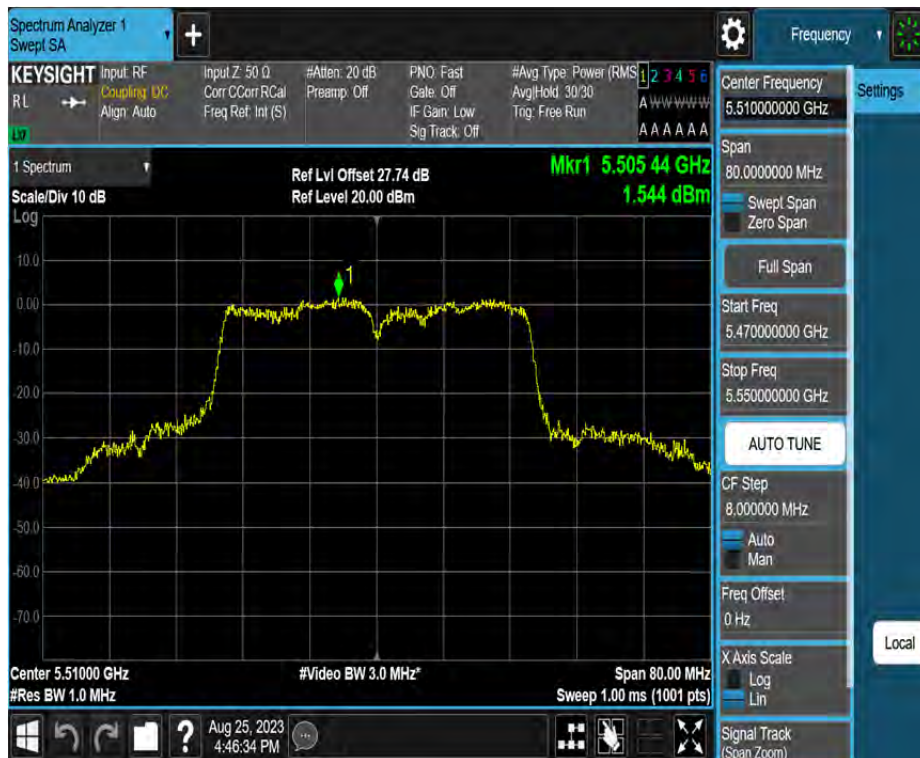 Spectrum Analyzer 1
Swept SA
+
Frequency
KEYSIGHT
RL
LXI
Input: RF
Coupling: DC
Align: Auto
Input Z: 50 Ω
Corr CCorr RCal
Freq Ref: Int (S)
#Atten: 20 dB
Preamp: Off
PNO: Fast
Gate: Off
IF Gain: Low
Sig Track: Off
#Avg Type: Power (RMS
Avg|Hold: 30/30
Trig: Free Run
1 2 3 4 5 6
A W W W W W
A A A A A A
1 Spectrum
Scale/Div 10 dB
Log
Ref Lvl Offset 27.74 dB
Ref Level 20.00 dBm
Mkr1 5.505 44 GHz
1.544 dBm
1
10.0
0.00
-10.0
-20.0
-30.0
-40.0
-50.0
-60.0
-70.0
Center 5.51000 GHz
#Res BW 1.0 MHz
#Video BW 3.0 MHz*
Span 80.00 MHz
Sweep 1.00 ms (1001 pts)
Center Frequency
5.510000000 GHz
Span
80.0000000 MHz
Swept Span
Zero Span
Full Span
Start Freq
5.470000000 GHz
Stop Freq
5.550000000 GHz
AUTO TUNE
CF Step
8.000000 MHz
Auto
Man
Freq Offset
0 Hz
X Axis Scale
Log
Lin
Signal Track
(Span Zoom)
Settings
Local
?
Aug 25, 2023
4:46:34 PM